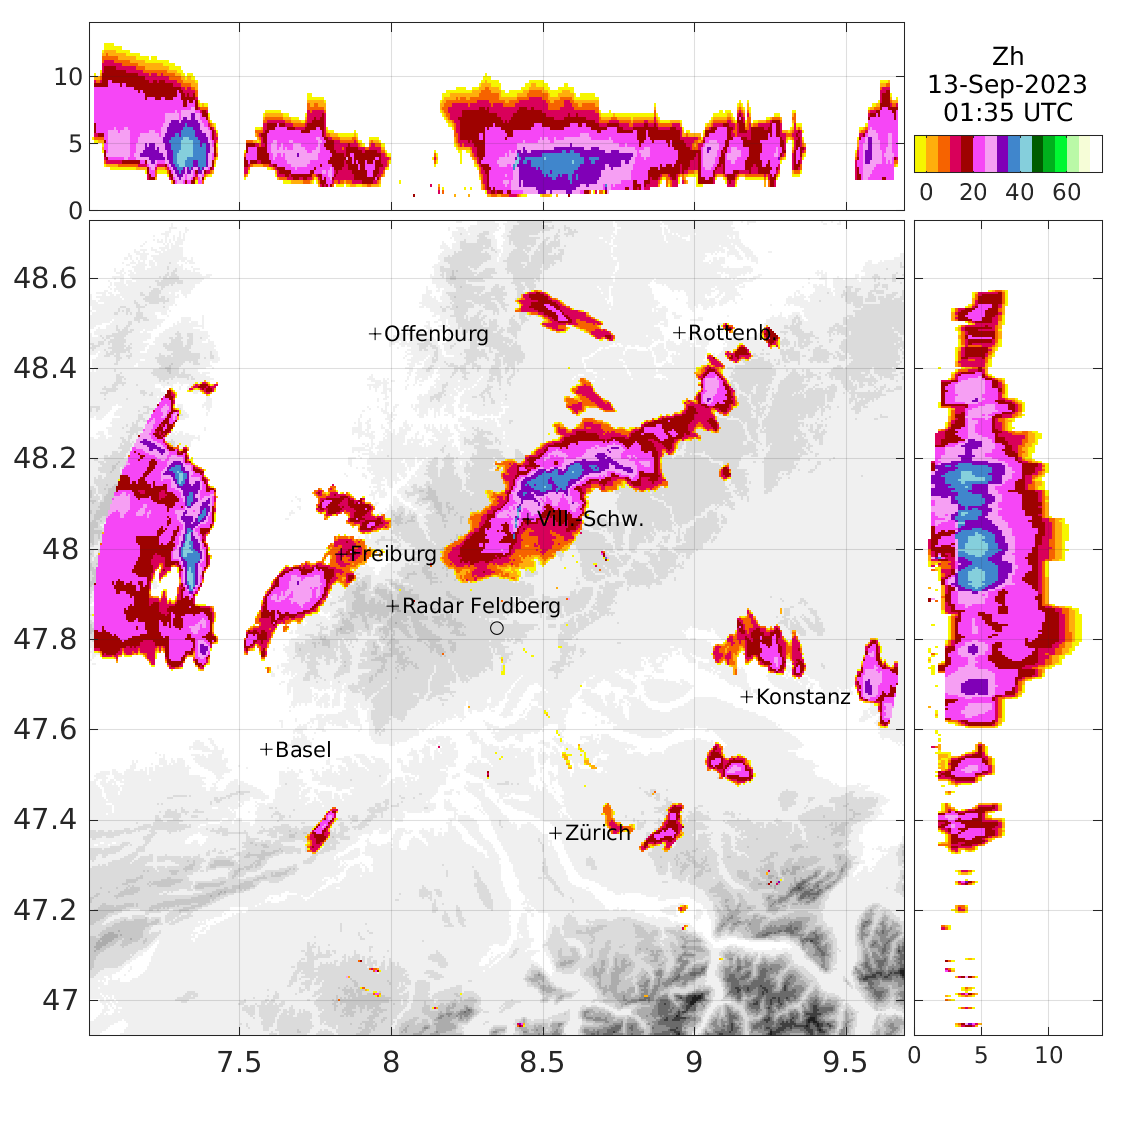 Zh
13-Sep-2023
01:35 UTC
10
5
0
0 20 40 60
48.6
48.4
48.2
48
47.8
47.6
47.4
47.2
47
+Offenburg
+Rottenb.
+Vill.-Schw.
+Freiburg
+Radar Feldberg
+Konstanz
+Basel
+Zürich
7.5 8 8.5 9 9.5
0 5 10